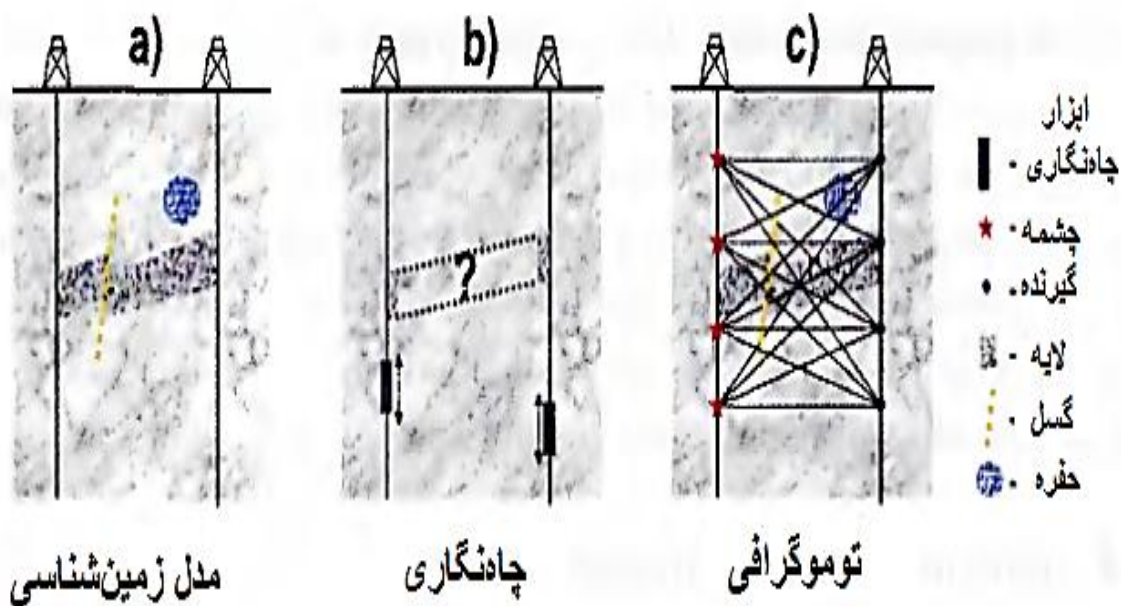 a)
b)
c)
?
ابزار
چاه‌نگاری -
چشمه -
گیرنده -
لایه -
گسل -
حفره -
مدل زمین‌شناسی
چاه‌نگاری
توموگرافی